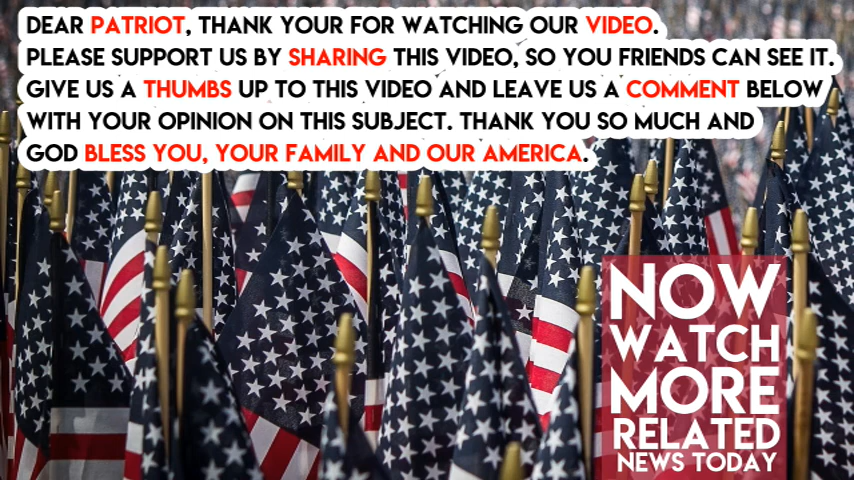 DEAR PATRIOT, THANK YOUR FOR WATCHING OUR VIDEO.
PLEASE SUPPORT US BY SHARING THIS VIDEO, SO YOU FRIENDS CAN SEE IT.
GIVE US A THUMBS UP TO THIS VIDEO AND LEAVE US A COMMENT BELOW
WITH YOUR OPINION ON THIS SUBJECT. THANK YOU SO MUCH AND
GOD BLESS YOU, YOUR FAMILY AND OUR AMERICA.
NOW
WATCH
MORE
RELATED
NEWS TODAY